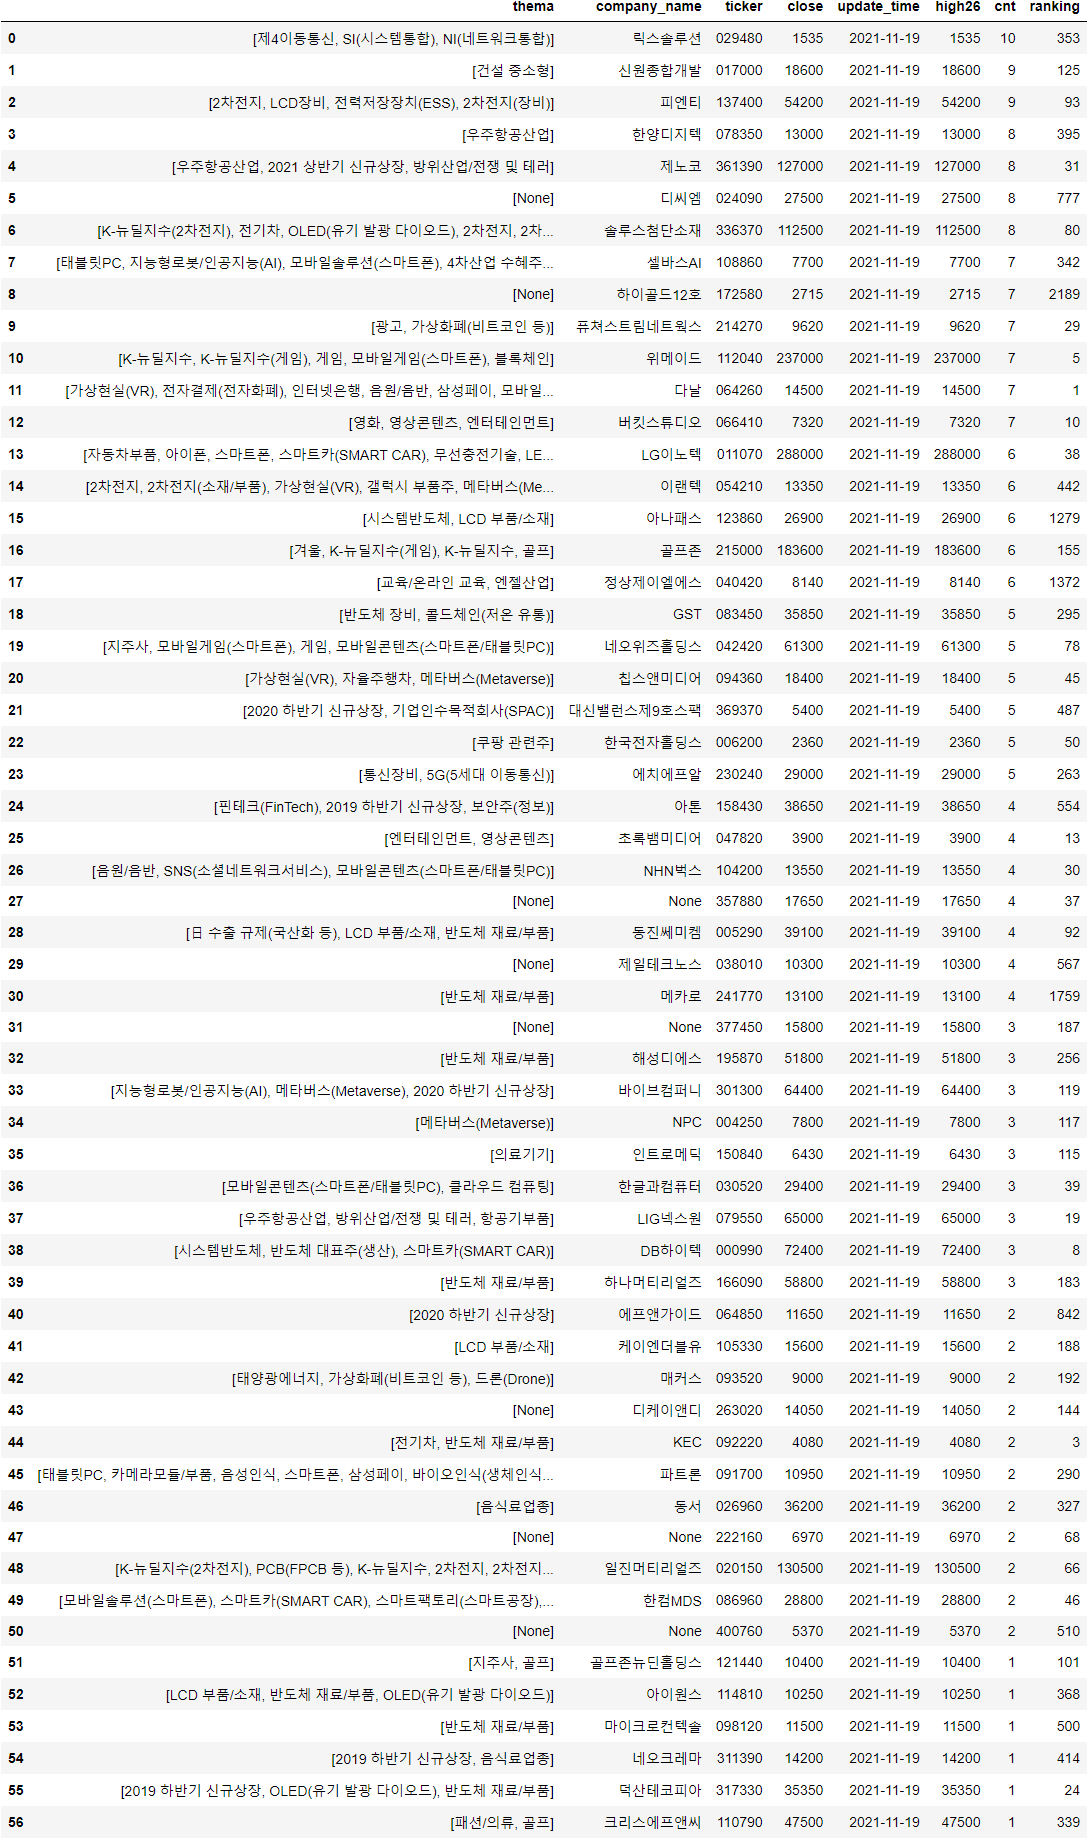 thema company_name ticker close update_time high26 cnt ranking
0 [제4이동통신, SI(시스템통합), NI(네트워크통합)] 릭스솔루션 029480 1535 2021-11-19 1535 10 353
1 [건설 중소형] 신원종합개발 017000 18600 2021-11-19 18600 9 125
2 [2차전지, LCD장비, 전력저장장치(ESS), 2차전지(장비)] 피엔티 137400 54200 2021-11-19 54200 9 93
3 [우주항공산업] 한양디지텍 078350 13000 2021-11-19 13000 8 395
4 [우주항공산업, 2021 상반기 신규상장, 방위산업/전쟁 및 테러] 제노코 361390 127000 2021-11-19 127000 8 31
5 [None] 디씨엠 024090 27500 2021-11-19 27500 8 777
6 [K-뉴딜지수(2차전지), 전기차, OLED(유기 발광 다이오드), 2차전지, 2차... 솔루스첨단소재 336370 112500 2021-11-19 112500 8 80
7 [태블릿PC, 지능형로봇/인공지능(AI), 모바일솔루션(스마트폰), 4차산업 수혜주... 셀바스AI 108860 7700 2021-11-19 7700 7 342
8 [None] 하이골드12호 172580 2715 2021-11-19 2715 7 2189
9 [광고, 가상화폐(비트코인 등)] 퓨쳐스트림네트웍스 214270 9620 2021-11-19 9620 7 29
10 [K-뉴딜지수, K-뉴딜지수(게임), 게임, 모바일게임(스마트폰), 블록체인] 위메이드 112040 237000 2021-11-19 237000 7 5
11 [가상현실(VR), 전자결제(전자화폐), 인터넷은행, 음원/음반, 삼성페이, 모바일... 다날 064260 14500 2021-11-19 14500 7 1
12 [영화, 영상콘텐츠, 엔터테인먼트] 버킷스튜디오 066410 7320 2021-11-19 7320 7 10
13 [자동차부품, 아이폰, 스마트폰, 스마트카(SMART CAR), 무선충전기술, LE... LG이노텍 011070 288000 2021-11-19 288000 6 38
14 [2차전지, 2차전지(소재/부품), 가상현실(VR), 갤럭시 부품주, 메타버스(Me... 이랜텍 054210 13350 2021-11-19 13350 6 442
15 [시스템반도체, LCD 부품/소재] 아나패스 123860 26900 2021-11-19 26900 6 1279
16 [겨울, K-뉴딜지수(게임), K-뉴딜지수, 골프] 골프존 215000 183600 2021-11-19 183600 6 155
17 [교육/온라인 교육, 엔젤산업] 정상제이엘에스 040420 8140 2021-11-19 8140 6 1372
18 [반도체 장비, 콜드체인(저온 유통)] GST 083450 35850 2021-11-19 35850 5 295
19 [지주사, 모바일게임(스마트폰), 게임, 모바일콘텐츠(스마트폰/태블릿PC)] 네오위즈홀딩스 042420 61300 2021-11-19 61300 5 78
20 [가상현실(VR), 자율주행차, 메타버스(Metaverse)] 칩스앤미디어 094360 18400 2021-11-19 18400 5 45
21 [2020 하반기 신규상장, 기업인수목적회사(SPAC)] 대신밸런스제9호스팩 369370 5400 2021-11-19 5400 5 487
22 [쿠팡 관련주] 한국전자홀딩스 006200 2360 2021-11-19 2360 5 50
23 [통신장비, 5G(5세대 이동통신)] 에치에프알 230240 29000 2021-11-19 29000 5 263
24 [핀테크(FinTech), 2019 하반기 신규상장, 보안주(정보)] 아톤 158430 38650 2021-11-19 38650 4 554
25 [엔터테인먼트, 영상콘텐츠] 초록뱀미디어 047820 3900 2021-11-19 3900 4 13
26 [음원/음반, SNS(소셜네트워크서비스), 모바일콘텐츠(스마트폰/태블릿PC)] NHN벅스 104200 13550 2021-11-19 13550 4 30
27 [None] None 357880 17650 2021-11-19 17650 4 37
28 [日 수출 규제(국산화 등), LCD 부품/소재, 반도체 재료/부품] 동진쎄미켐 005290 39100 2021-11-19 39100 4 92
29 [None] 제일테크노스 038010 10300 2021-11-19 10300 4 567
30 [반도체 재료/부품] 메카로 241770 13100 2021-11-19 13100 4 1759
31 [None] None 377450 15800 2021-11-19 15800 3 187
32 [반도체 재료/부품] 해성디에스 195870 51800 2021-11-19 51800 3 256
33 [지능형로봇/인공지능(AI), 메타버스(Metaverse), 2020 하반기 신규상장] 바이브컴퍼니 301300 64400 2021-11-19 64400 3 119
34 [메타버스(Metaverse)] NPC 004250 7800 2021-11-19 7800 3 117
35 [의료기기] 인트로메딕 150840 6430 2021-11-19 6430 3 115
36 [모바일콘텐츠(스마트폰/태블릿PC), 클라우드 컴퓨팅] 한글과컴퓨터 030520 29400 2021-11-19 29400 3 39
37 [우주항공산업, 방위산업/전쟁 및 테러, 항공기부품] LIG넥스원 079550 65000 2021-11-19 65000 3 19
38 [시스템반도체, 반도체 대표주(생산), 스마트카(SMART CAR)] DB하이텍 000990 72400 2021-11-19 72400 3 8
39 [반도체 재료/부품] 하나머티리얼즈 166090 58800 2021-11-19 58800 3 183
40 [2020 하반기 신규상장] 에프앤가이드 064850 11650 2021-11-19 11650 2 842
41 [LCD 부품/소재] 케이엔더블유 105330 15600 2021-11-19 15600 2 188
42 [태양광에너지, 가상화폐(비트코인 등), 드론(Drone)] 매커스 093520 9000 2021-11-19 9000 2 192
43 [None] 디케이앤디 263020 14050 2021-11-19 14050 2 144
44 [전기차, 반도체 재료/부품] KEC 092220 4080 2021-11-19 4080 2 3
45 [태블릿PC, 카메라모듈/부품, 음성인식, 스마트폰, 삼성페이, 바이오인식(생체인식... 파트론 091700 10950 2021-11-19 10950 2 290
46 [음식료업종] 동서 026960 36200 2021-11-19 36200 2 327
47 [None] None 222160 6970 2021-11-19 6970 2 68
48 [K-뉴딜지수(2차전지), PCB(FPCB 등), K-뉴딜지수, 2차전지, 2차전지... 일진머티리얼즈 020150 130500 2021-11-19 130500 2 66
49 [모바일솔루션(스마트폰), 스마트카(SMART CAR), 스마트팩토리(스마트공장),... 한컴MDS 086960 28800 2021-11-19 28800 2 46
50 [None] None 400760 5370 2021-11-19 5370 2 510
51 [지주사, 골프] 골프존뉴딘홀딩스 121440 10400 2021-11-19 10400 1 101
52 [LCD 부품/소재, 반도체 재료/부품, OLED(유기 발광 다이오드)] 아이원스 114810 10250 2021-11-19 10250 1 368
53 [반도체 재료/부품] 마이크로컨텍솔 098120 11500 2021-11-19 11500 1 500
54 [2019 하반기 신규상장, 음식료업종] 네오크레마 311390 14200 2021-11-19 14200 1 414
55 [2019 하반기 신규상장, OLED(유기 발광 다이오드), 반도체 재료/부품] 덕산테코피아 317330 35350 2021-11-19 35350 1 24
56 [패션/의류, 골프] 크리스에프앤씨 110790 47500 2021-11-19 47500 1 339